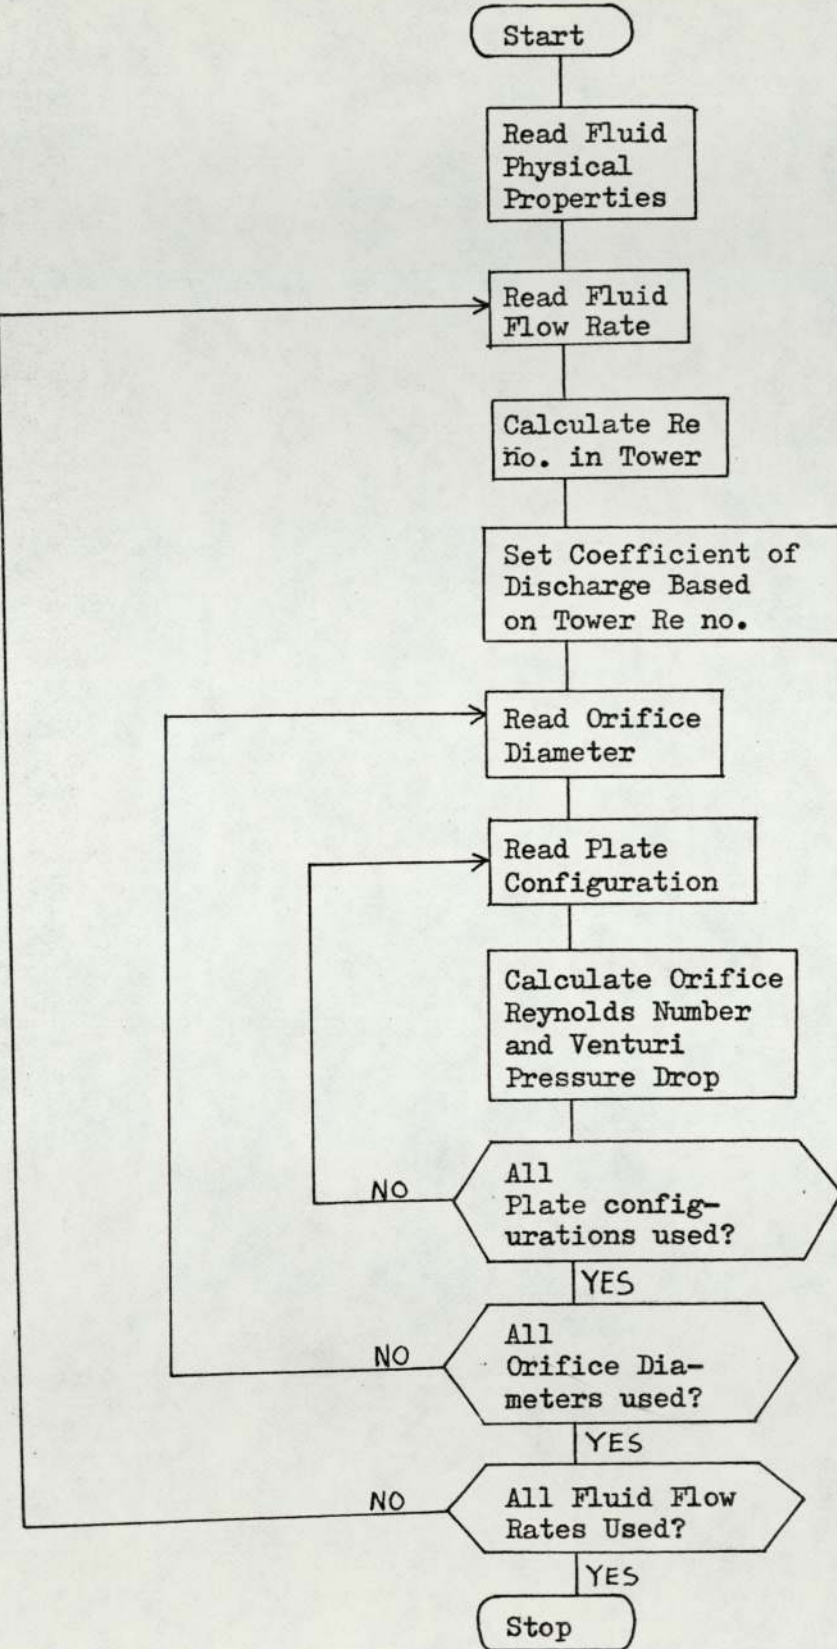 Start
Read Fluid
Physical
Properties
Read Fluid
Flow Rate
Calculate Re
no. in Tower
Set Coefficient of
Discharge Based
on Tower Re no.
Read Orifice
Diameter
Read Plate
Configuration
Calculate Orifice
Reynolds Number
and Venturi
Pressure Drop
All
Plate config-
urations used?
NO
YES
All
Orifice Dia-
meters used?
NO
YES
All Fluid Flow
Rates Used?
NO
YES
Stop